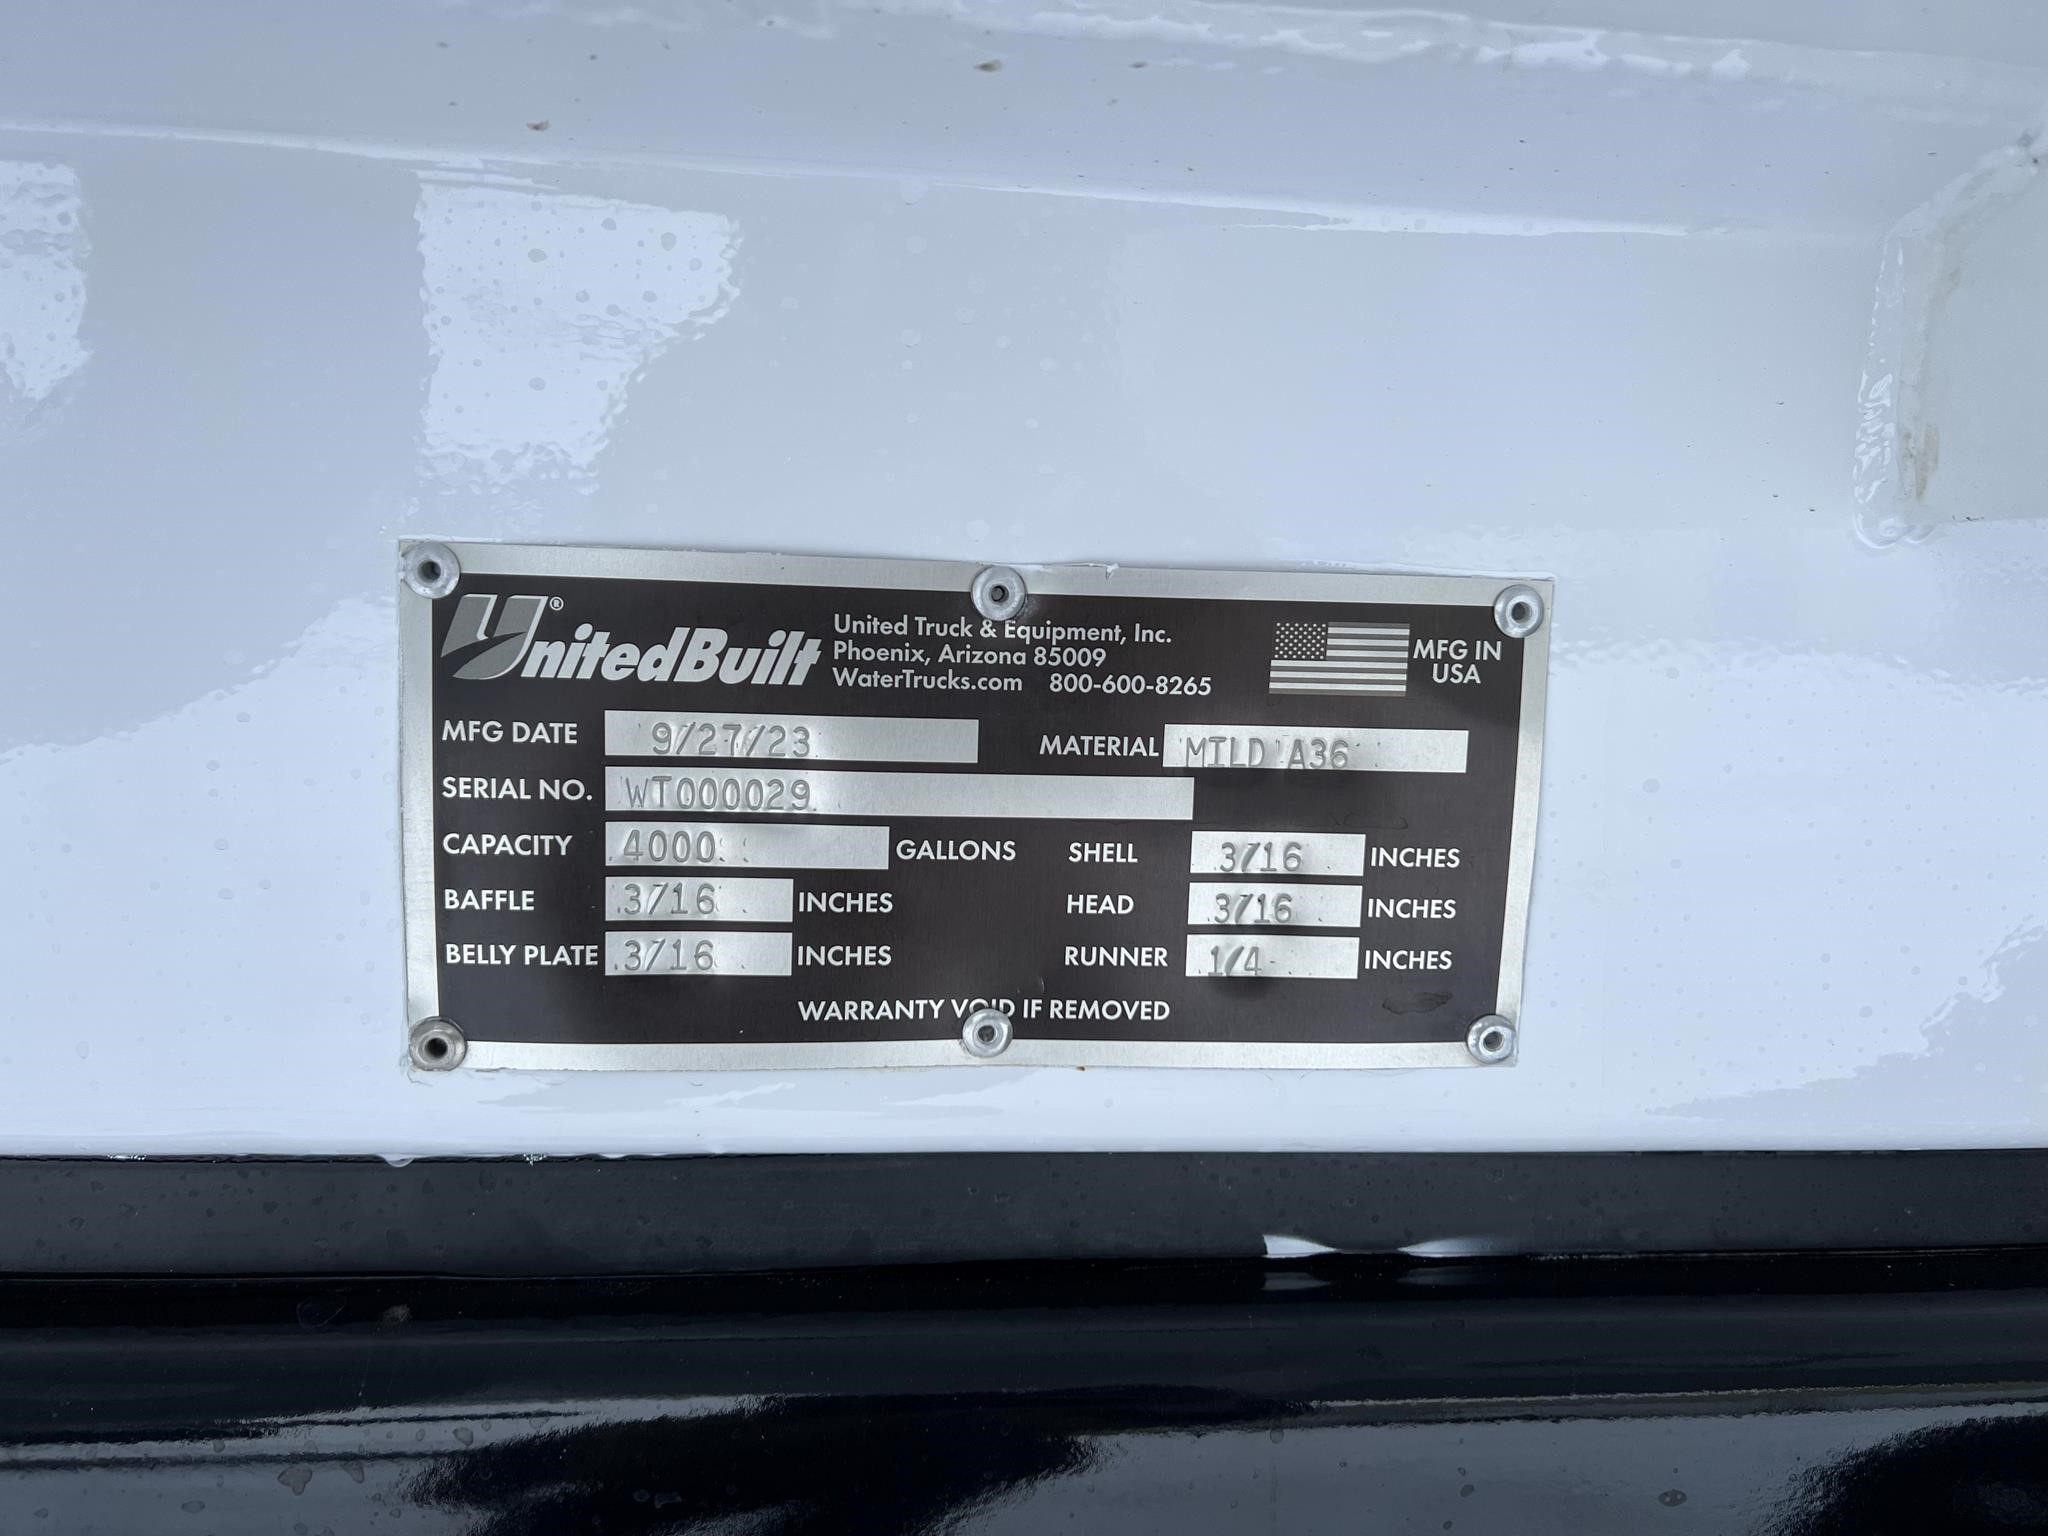 UnitedBuilt®
United Truck & Equipment, Inc.
Phoenix, Arizona 85009
WaterTrucks.com 800-600-8265
MFG IN
USA
MFG DATE 9/27/23 MATERIAL MILD A36
SERIAL NO. WT000029
CAPACITY 4000 GALLONS SHELL 3/16 INCHES
BAFFLE 3/16 INCHES HEAD 3/16 INCHES
BELLY PLATE 3/16 INCHES RUNNER 1/4 INCHES
WARRANTY VOID IF REMOVED